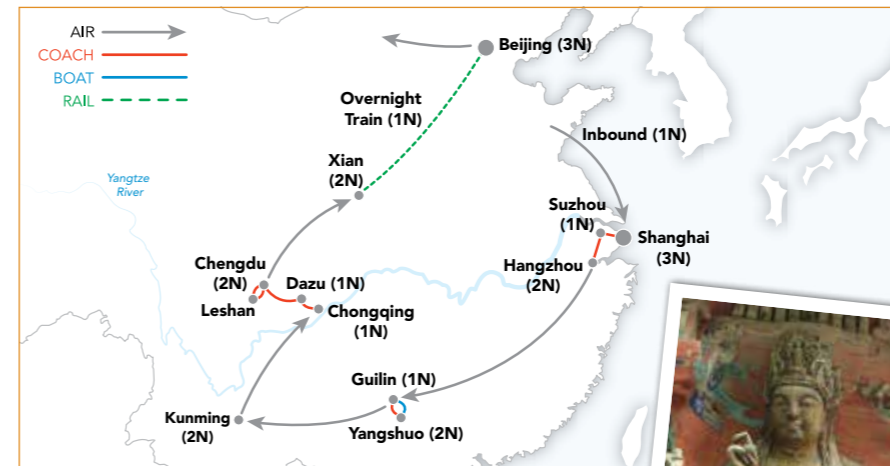 AIR
COACH
BOAT
RAIL
Beijing (3N)
Overnight
Train (1N)
Inbound (1N)
Xian
(2N)
Yangtze
River
Suzhou
(1N)
Shanghai
(3N)
Hangzhou
(2N)
Chengdu
(2N)
Dazu (1N)
Leshan
Chongqing
(1N)
Guilin (1N)
Kunming
(2N)
Yangshuo (2N)